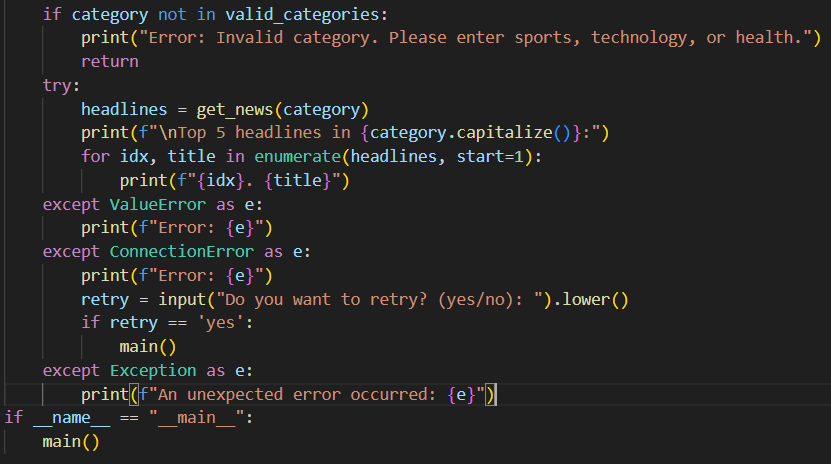 if category not in valid_categories:
        print("Error: Invalid category. Please enter sports, technology, or health.")
        return
    try:
        headlines = get_news(category)
        print(f"\nTop 5 headlines in {category.capitalize()}:")
        for idx, title in enumerate(headlines, start=1):
            print(f"{idx}. {title}")
    except ValueError as e:
        print(f"Error: {e}")
    except ConnectionError as e:
        print(f"Error: {e}")
        retry = input("Do you want to retry? (yes/no): ").lower()
        if retry == 'yes':
            main()
    except Exception as e:
        print(f"An unexpected error occurred: {e}")
if __name__ == "__main__":
    main()